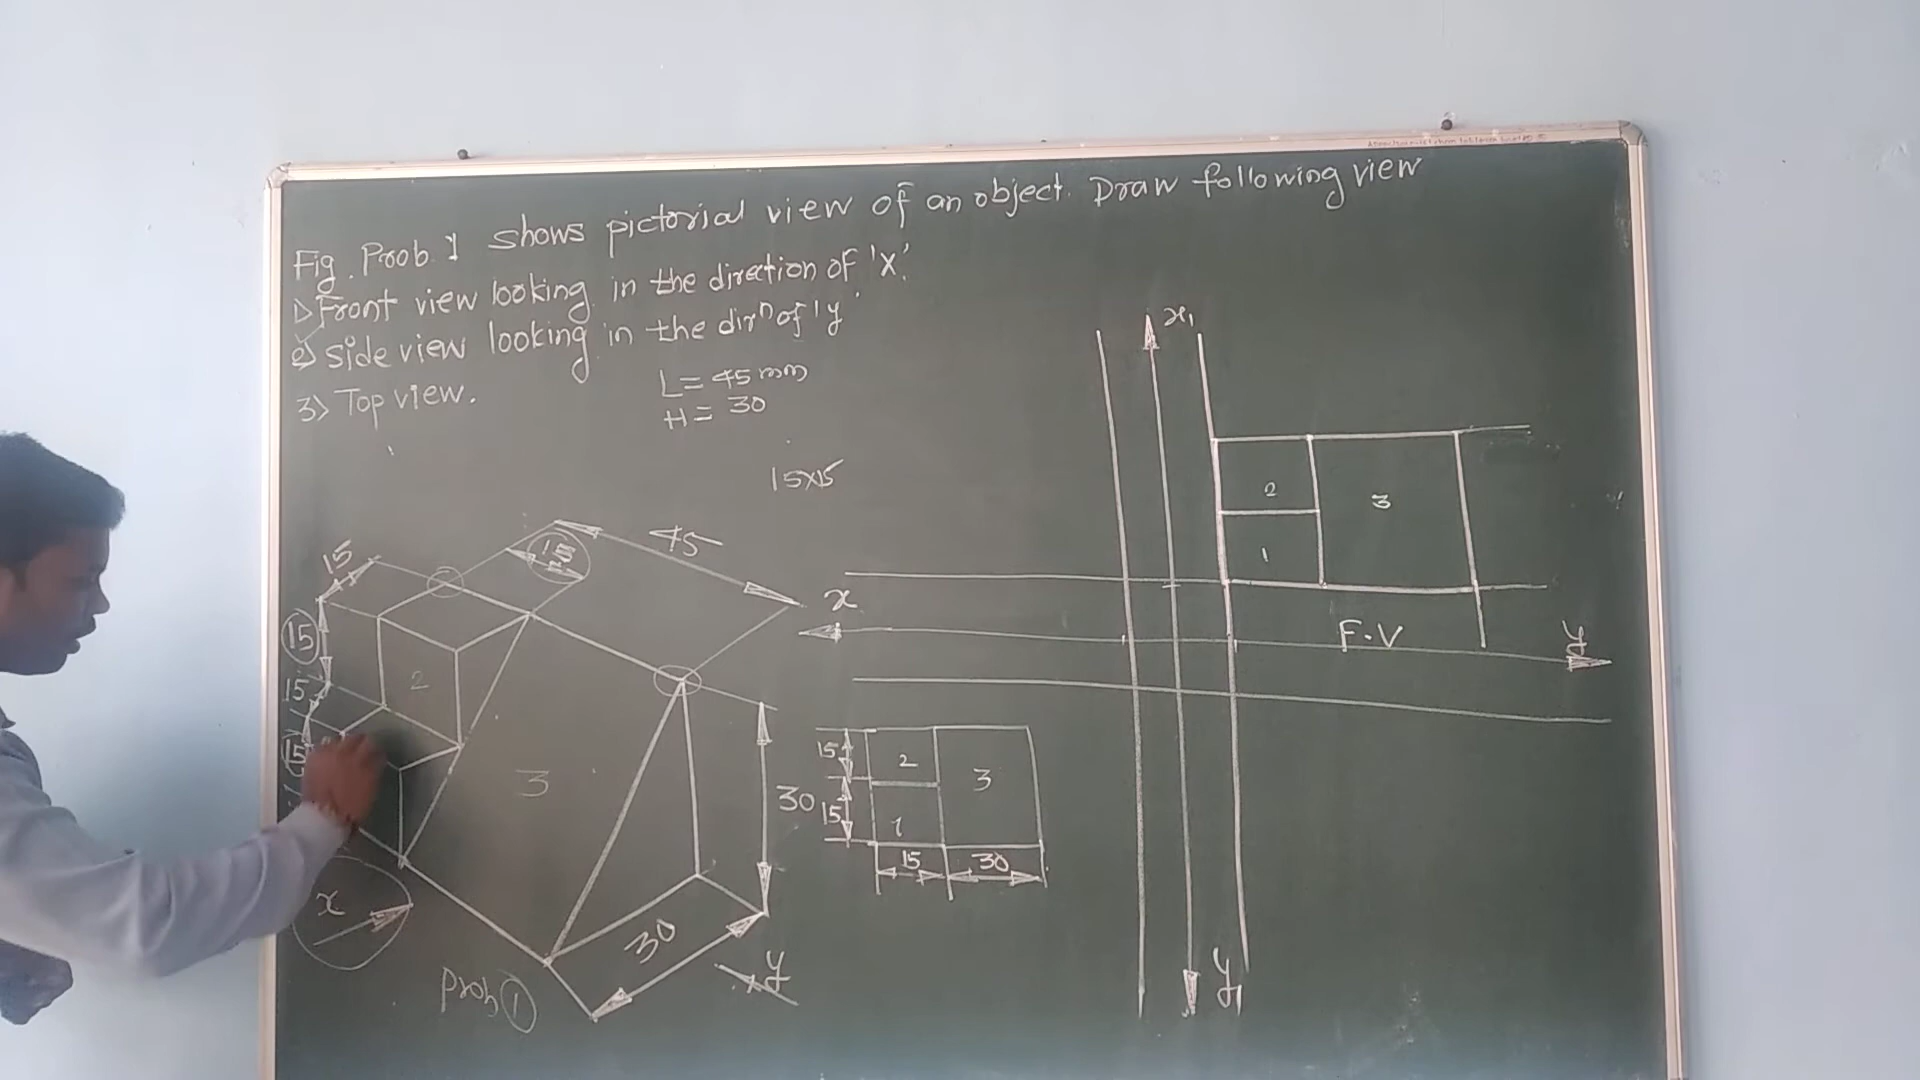 Fig. Prob. 1 shows pictorial view of an object. Draw following view
1> Front view looking in the direction of 'X'.
2> side view looking in the dirⁿ of 'y'
3> Top view.
L = 45 mm
H = 30
15x15
15
15
15
15
15
45
2
3
30
30
x
y
Prob 1
x
y
x₁
y₁
2
3
1
F.V
15
15
2
3
1
15
30